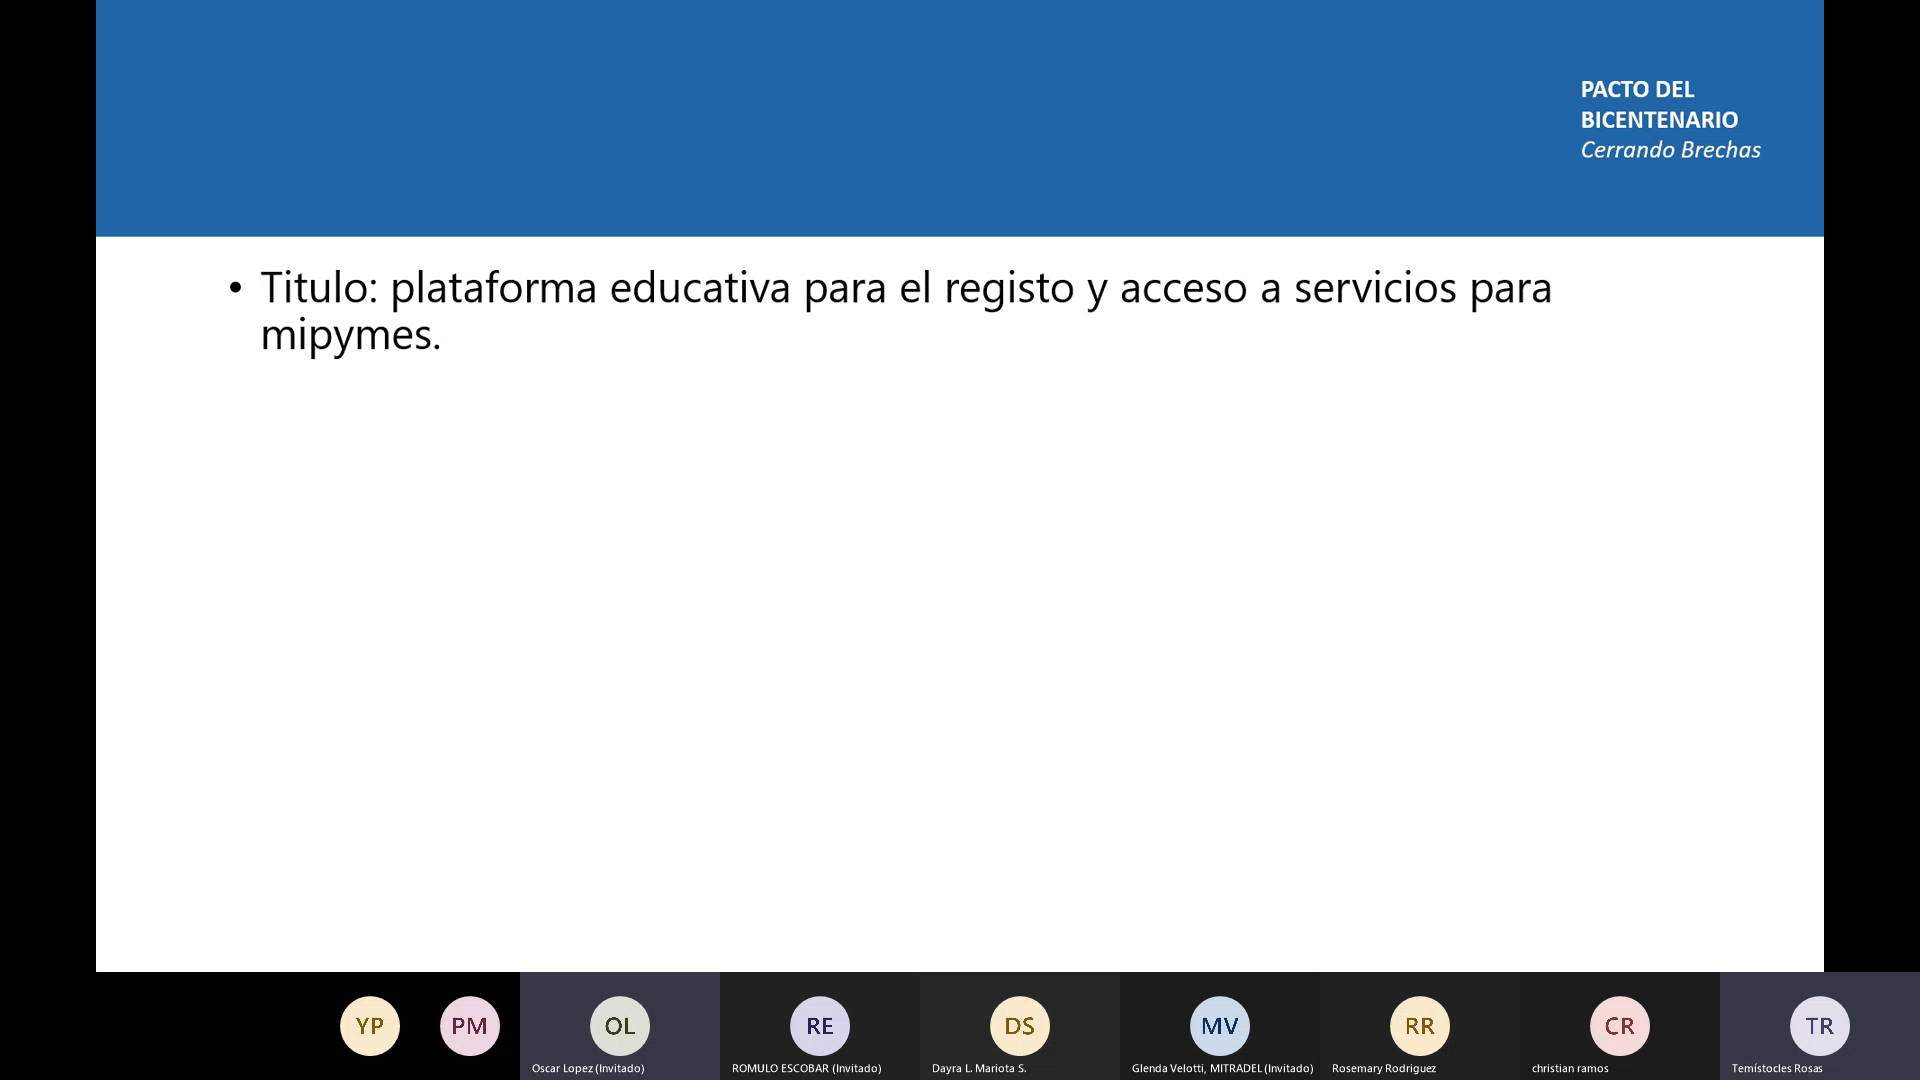 PACTO DEL
BICENTENARIO
Cerrando Brechas
• Titulo: plataforma educativa para el registo y acceso a servicios para
mipymes.
YP
PM
OL
RE
DS
MV
RR
CR
TR
Oscar Lopez (Invitado)
ROMULO ESCOBAR (Invitado)
Dayra L. Mariota S.
Glenda Velotti, MITRADEL (Invitado)
Rosemary Rodriguez
christian ramos
Temístocles Rosas